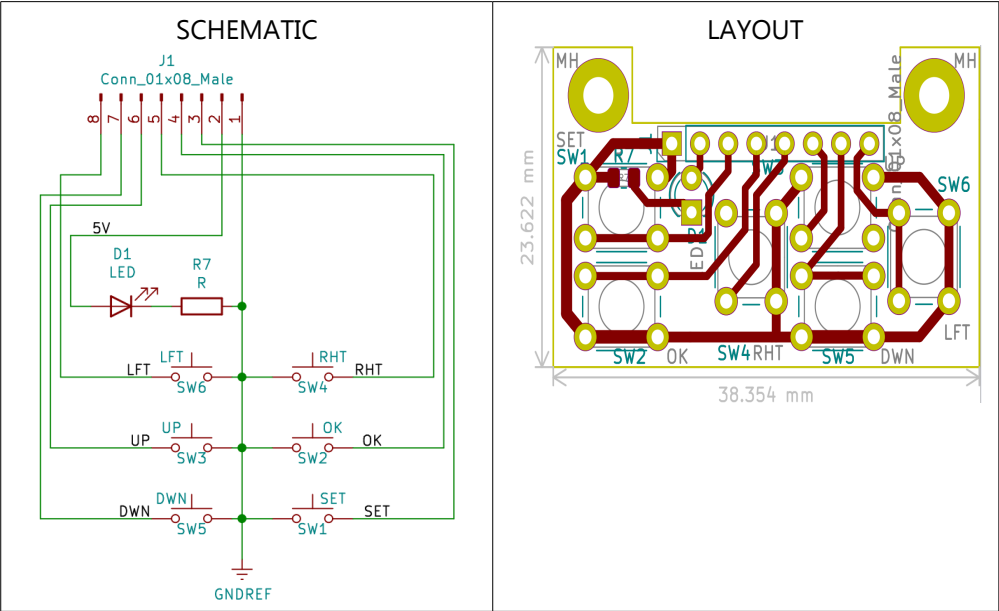 SCHEMATIC
J1
Conn_01x08_Male
8 7 6 5 4 3 2 1
5V
D1
LED
R7
R
LFT
LFT
SW6
RHT
RHT
SW4
UP
UP
SW3
OK
OK
SW2
DWN
DWN
SW5
SET
SET
SW1
GNDREF
LAYOUT
MH
MH
Conn_01x08_Male
SET
SW1
R7
J1
SW6
23.622 mm
LFT
SW2
OK
SW4
RHT
SW5
DWN
38.354 mm